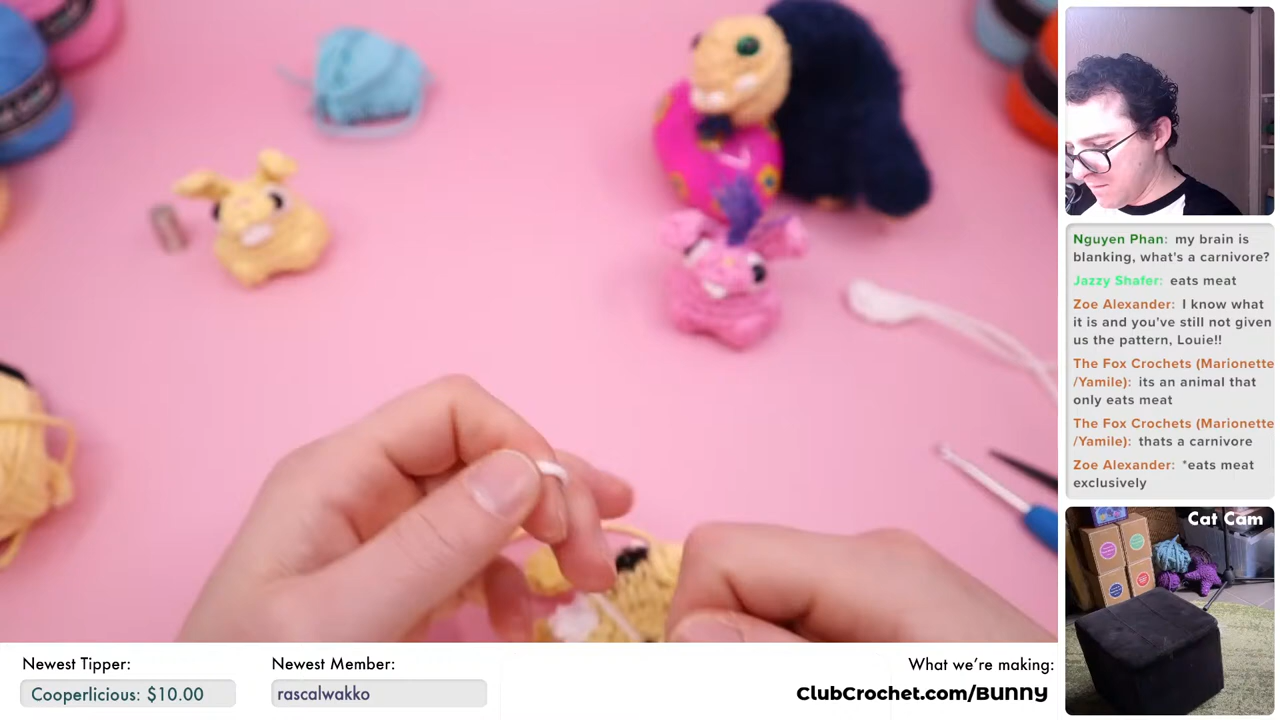 Nguyen Phan: my brain is
blanking, what's a carnivore?
Jazzy Shafer: eats meat
Zoe Alexander: I know what
it is and you've still not given
us the pattern, Louie!!
The Fox Crochets (Marionette
/Yamile): its an animal that
only eats meat
The Fox Crochets (Marionette
/Yamile): thats a carnivore
Zoe Alexander: *eats meat
exclusively
Cat Cam
Newest Tipper:
Cooperlicious: $10.00
Newest Member:
rascalwakko
What we're making:
ClubCrochet.com/BUNNY